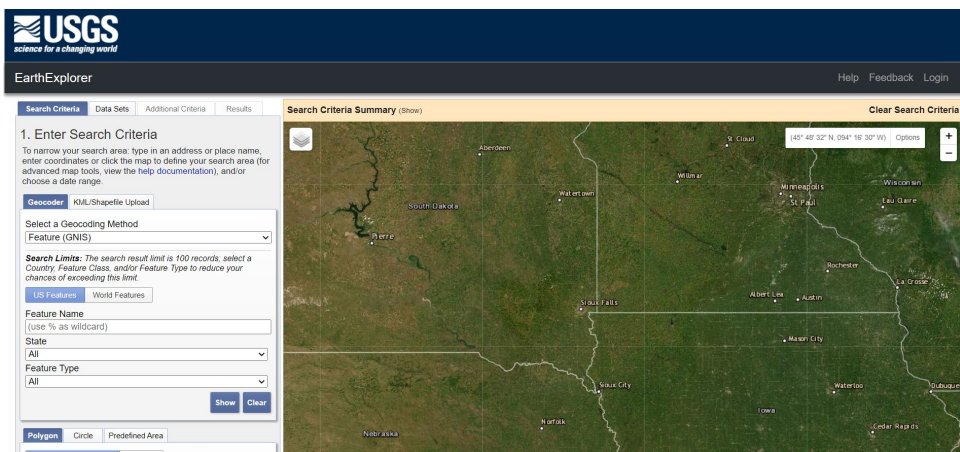 USGS
science for a changing world
EarthExplorer
Help Feedback Login
Search Criteria Data Sets Additional Criteria Results
1. Enter Search Criteria
To narrow your search area: type in an address or place name,
enter coordinates or click the map to define your search area (for
advanced map tools, view the help documentation), and/or
choose a date range.
Geocoder KML/Shapefile Upload
Select a Geocoding Method
Feature (GNIS)
Search Limits: The search result limit is 100 records; select a
Country, Feature Class, and/or Feature Type to reduce your
chances of exceeding this limit.
US Features World Features
Feature Name
(use % as wildcard)
State
All
Feature Type
All
Show Clear
Polygon Circle Predefined Area
Search Criteria Summary (Show) Clear Search Criteria
(45° 48' 32" N, 094° 16' 30" W) Options
+
−
St Cloud
Aberdeen
Willmar
Minneapolis
Wisconsin
Watertown
St Paul
Eau Claire
South Dakota
Pierre
Rochester
La Crosse
Albert Lea
Austin
Sioux Falls
Mason City
Sioux City
Waterloo
Dubuque
Iowa
Norfolk
Cedar Rapids
Nebraska